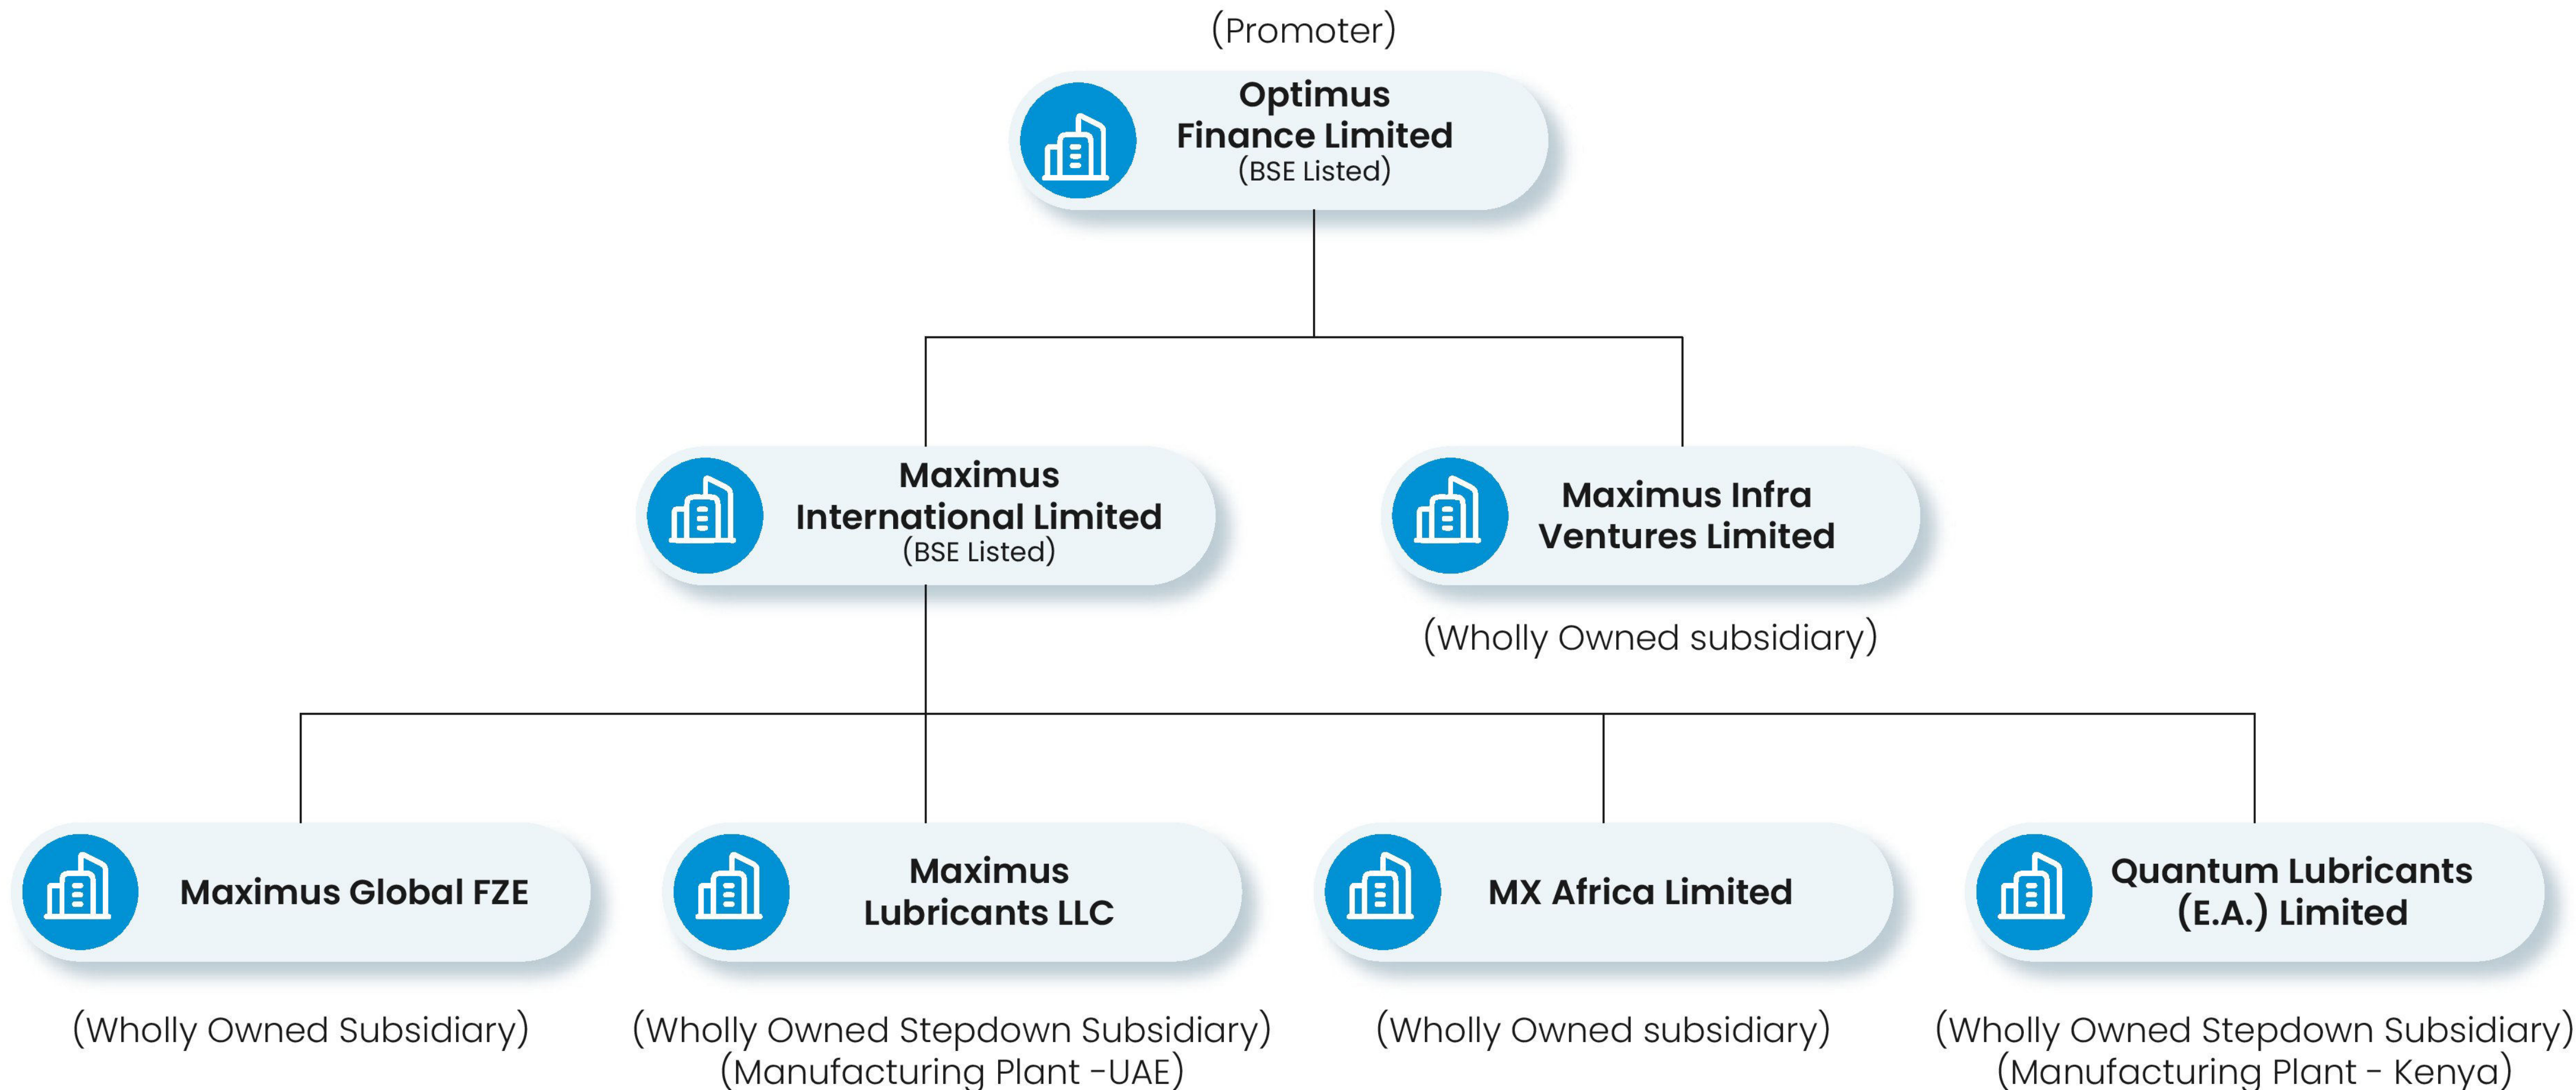 (Promoter)
Optimus
Finance Limited
(BSE Listed)
Maximus
International Limited
(BSE Listed)
Maximus Infra
Ventures Limited
(Wholly Owned subsidiary)
Maximus Global FZE
(Wholly Owned Subsidiary)
Maximus
Lubricants LLC
(Wholly Owned Stepdown Subsidiary)
(Manufacturing Plant -UAE)
MX Africa Limited
(Wholly Owned subsidiary)
Quantum Lubricants
(E.A.) Limited
(Wholly Owned Stepdown Subsidiary)
(Manufacturing Plant - Kenya)